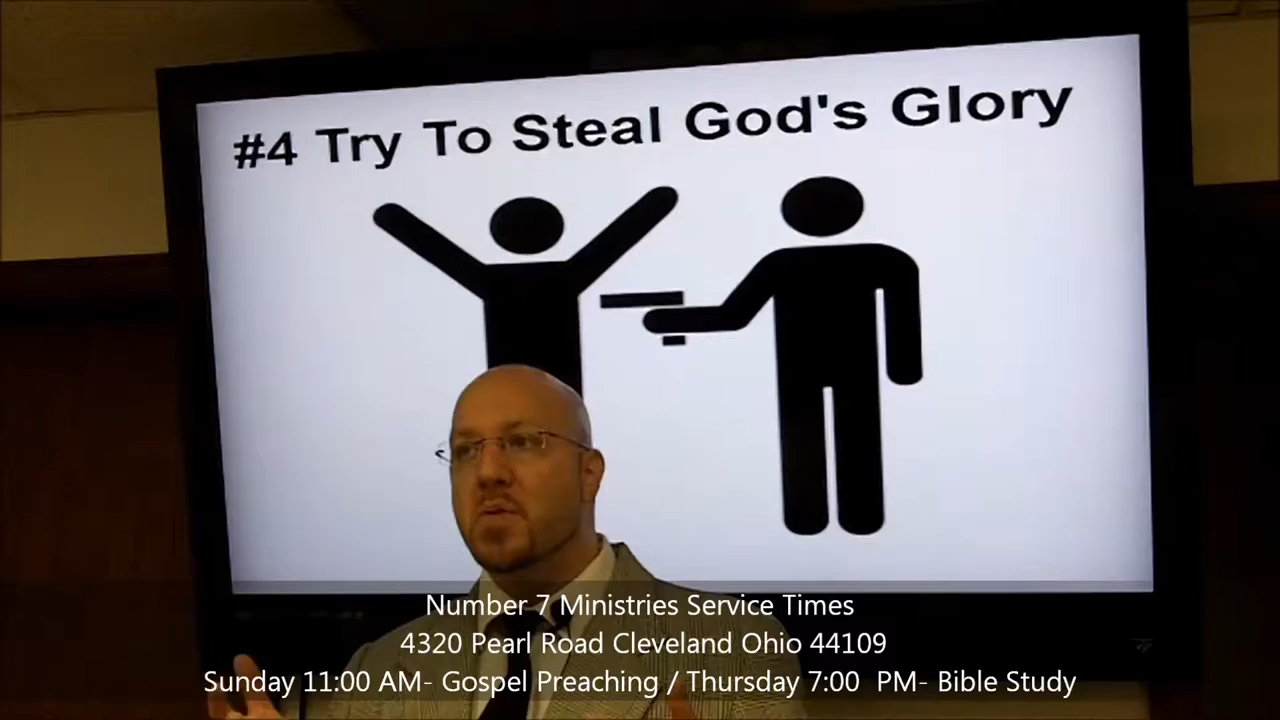 #4 Try To Steal God's Glory
Number 7 Ministries Service Times
4320 Pearl Road Cleveland Ohio 44109
Sunday 11:00 AM- Gospel Preaching / Thursday 7:00  PM- Bible Study